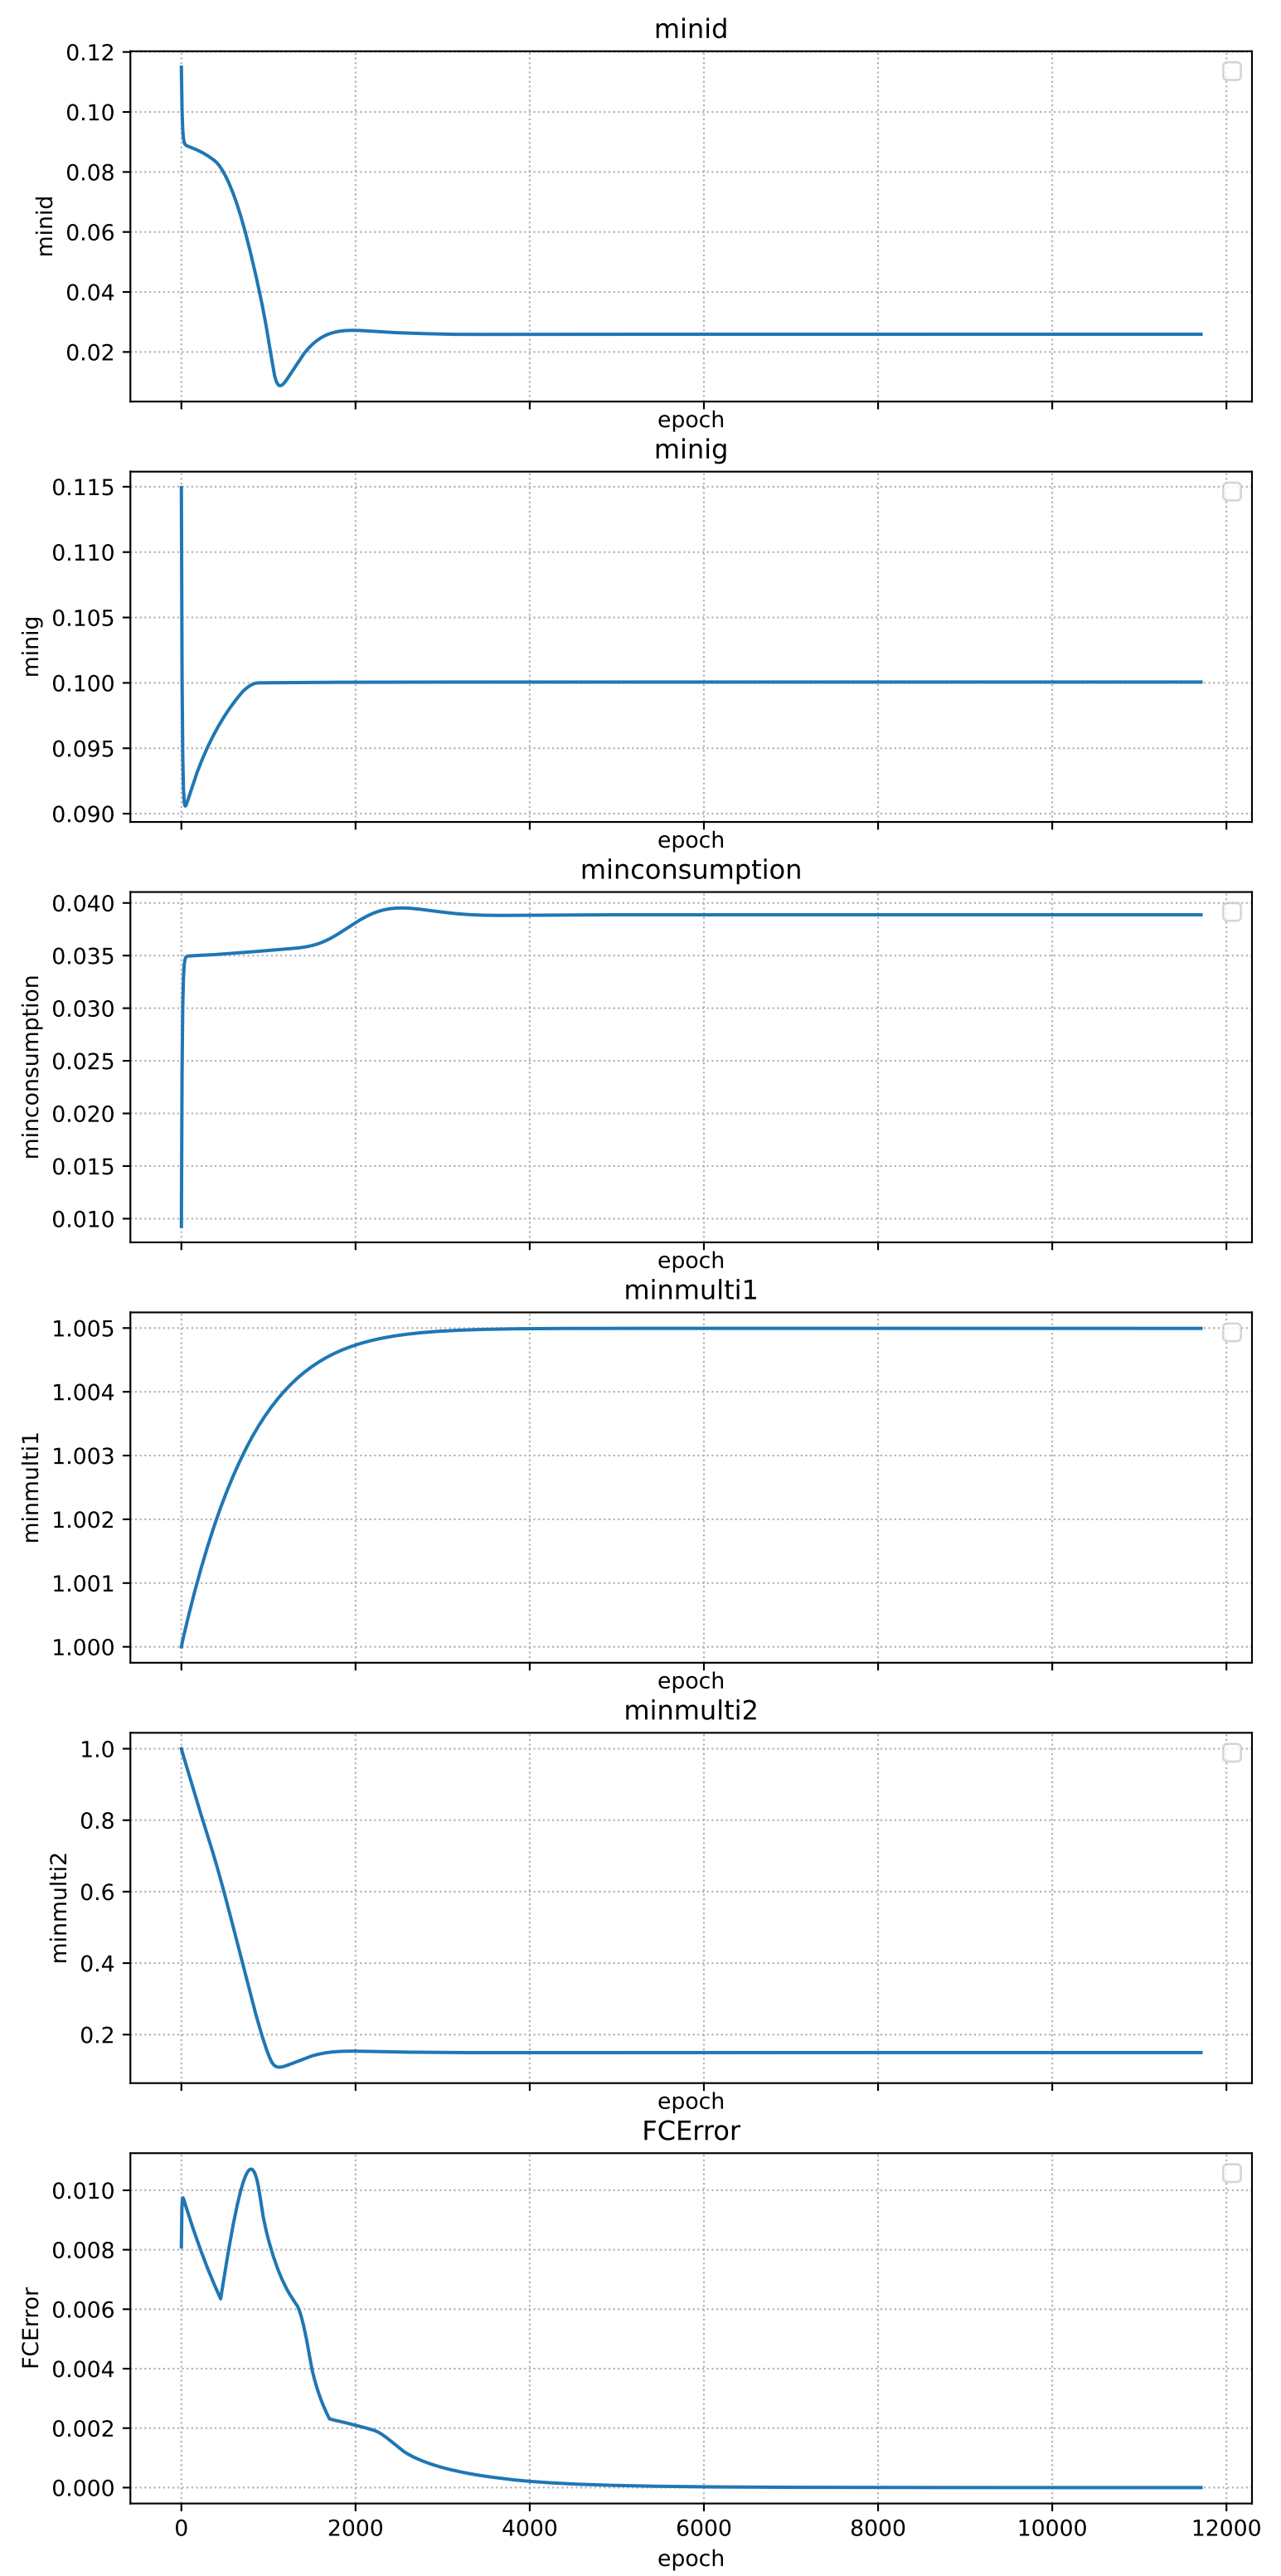 minid
0.12
0.10
0.08
0.06
0.04
0.02
minid
epoch
minig
0.115
0.110
0.105
0.100
0.095
0.090
minig
epoch
minconsumption
0.040
0.035
0.030
0.025
0.020
0.015
0.010
minconsumption
epoch
minmulti1
1.005
1.004
1.003
1.002
1.001
1.000
minmulti1
epoch
minmulti2
1.0
0.8
0.6
0.4
0.2
minmulti2
epoch
FCError
0.010
0.008
0.006
0.004
0.002
0.000
FCError
0 2000 4000 6000 8000 10000 12000
epoch